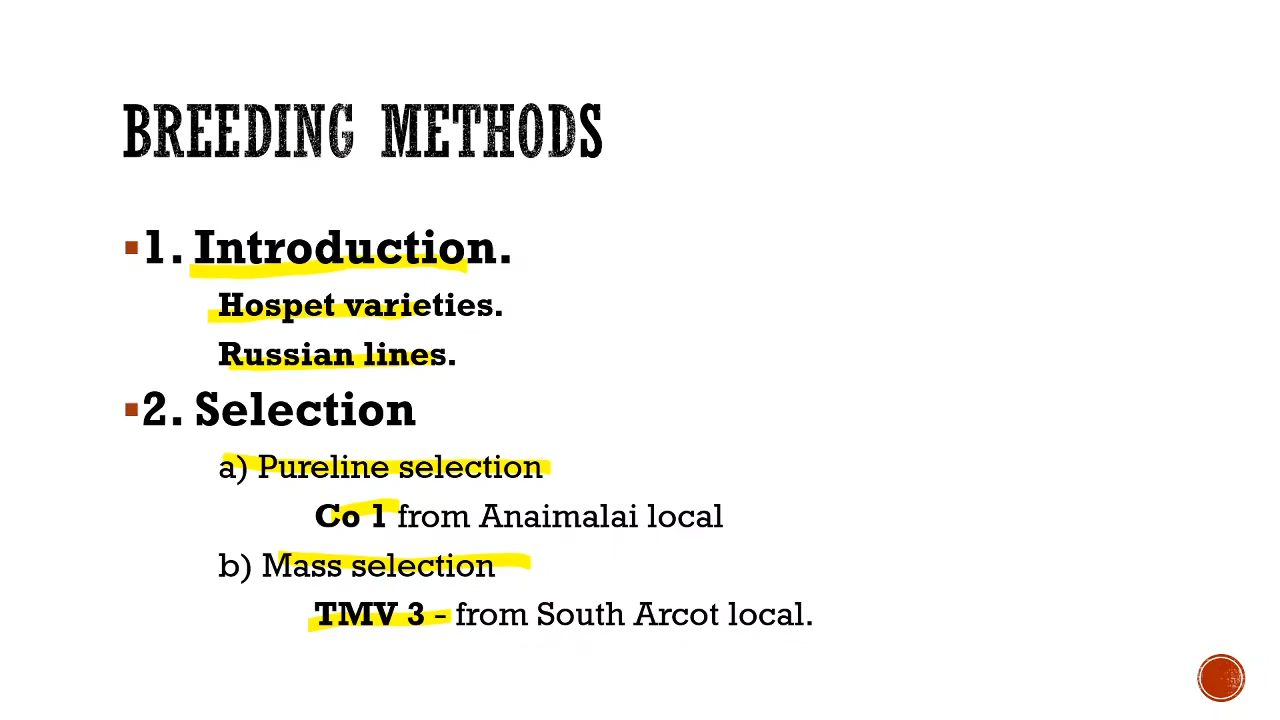 BREEDING METHODS
1. Introduction.
Hospet varieties.
Russian lines.
2. Selection
a) Pureline selection
Co 1 from Anaimalai local
b) Mass selection
TMV 3 - from South Arcot local.